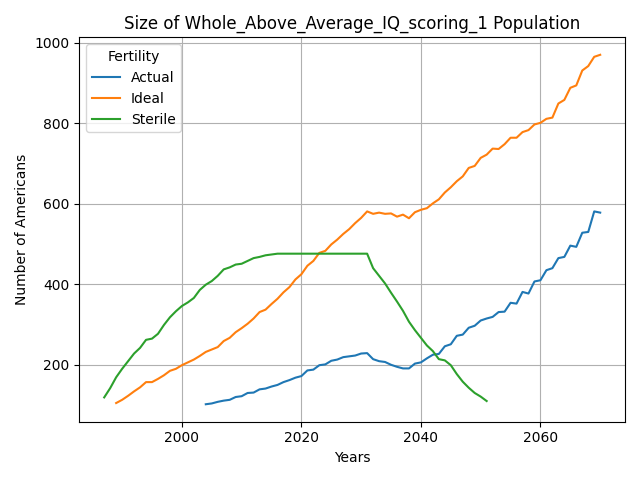 Size of Whole_Above_Average_IQ_scoring_1 Population
Number of Americans
1000
800
600
400
200
Fertility
Actual
Ideal
Sterile
2000
2020
2040
2060
Years